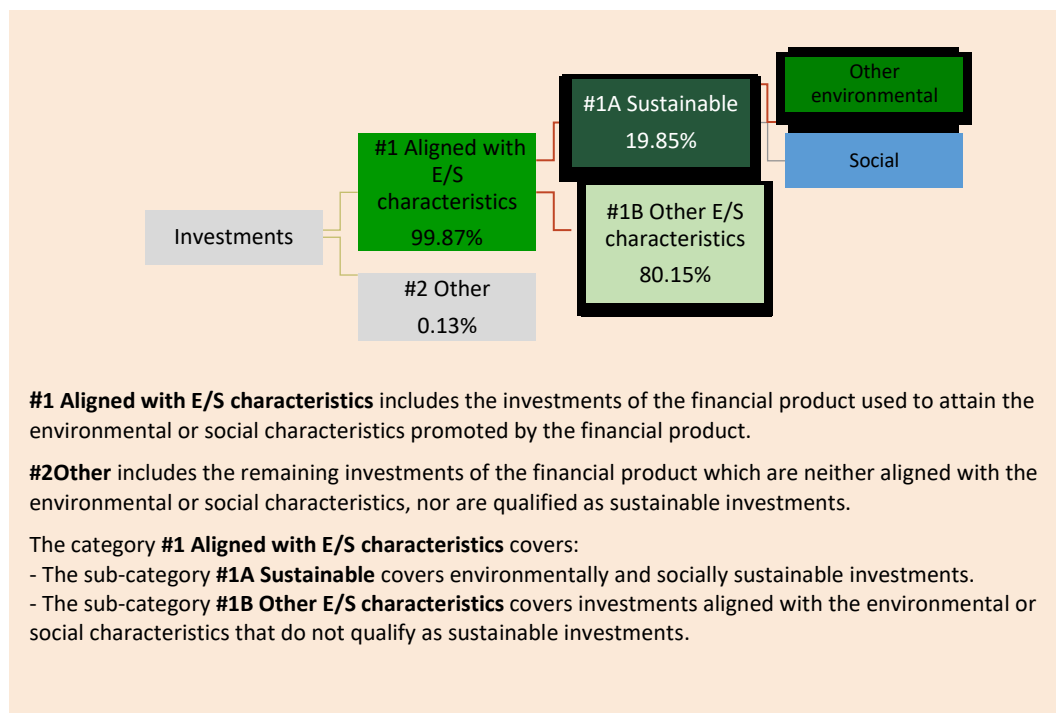 Investments
#1 Aligned with
E/S
characteristics
99.87%
#2 Other
0.13%
#1A Sustainable
19.85%
#1B Other E/S
characteristics
80.15%
Other
environmental
Social
#1 Aligned with E/S characteristics includes the investments of the financial product used to attain the
environmental or social characteristics promoted by the financial product.
#2Other includes the remaining investments of the financial product which are neither aligned with the
environmental or social characteristics, nor are qualified as sustainable investments.
The category #1 Aligned with E/S characteristics covers:
- The sub-category #1A Sustainable covers environmentally and socially sustainable investments.
- The sub-category #1B Other E/S characteristics covers investments aligned with the environmental or
social characteristics that do not qualify as sustainable investments.